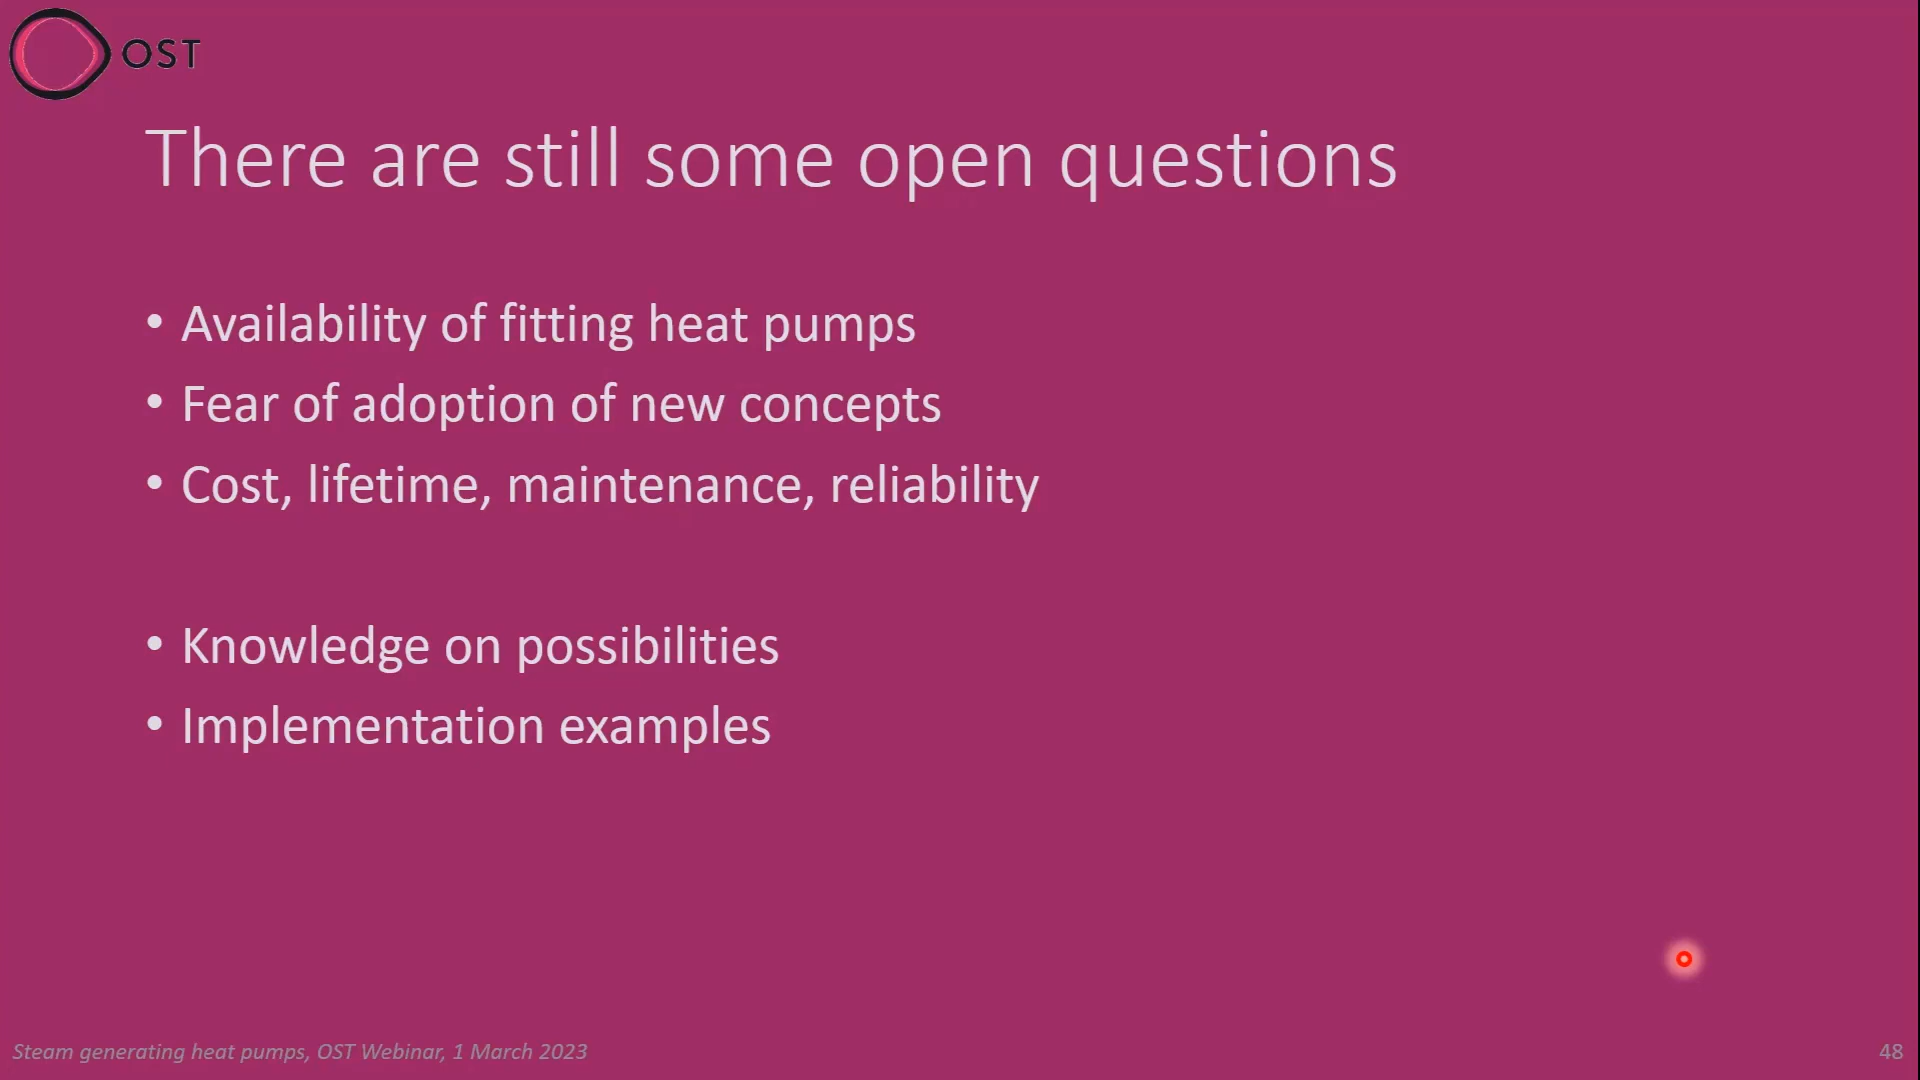 OST
There are still some open questions
• Availability of fitting heat pumps
• Fear of adoption of new concepts
• Cost, lifetime, maintenance, reliability
• Knowledge on possibilities
• Implementation examples
Steam generating heat pumps, OST Webinar, 1 March 2023
48